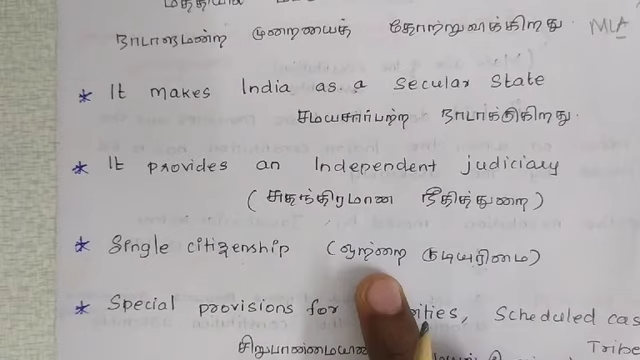 நாடாளுமன்ற முறையைத் தோற்றுவிக்கிறது. MLA
* It makes India as a Secular State
சமயசார்பற்ற நாடாக்குகிறது.
* It provides an Independent judiciary
(சுதந்திரமான நீதித்துறை)
* Single citizenship (ஒற்றை குடியுரிமை)
* Special provisions for rities, Scheduled cas
சிறுபான்மையின Tribe